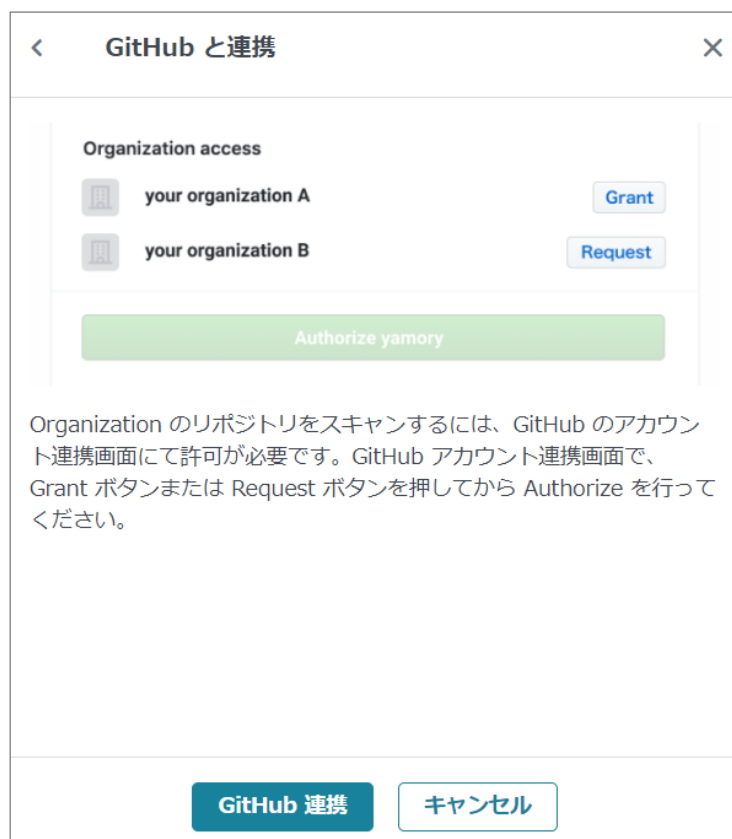 GitHub と連携
Organization access
your organization A
Grant
your organization B
Request
Authorize yamory
Organization のリポジトリをスキャンするには、GitHub のアカウン
ト連携画面にて許可が必要です。GitHub アカウント連携画面で、
Grant ボタンまたは Request ボタンを押してから Authorize を行って
ください。
GitHub 連携
キャンセル